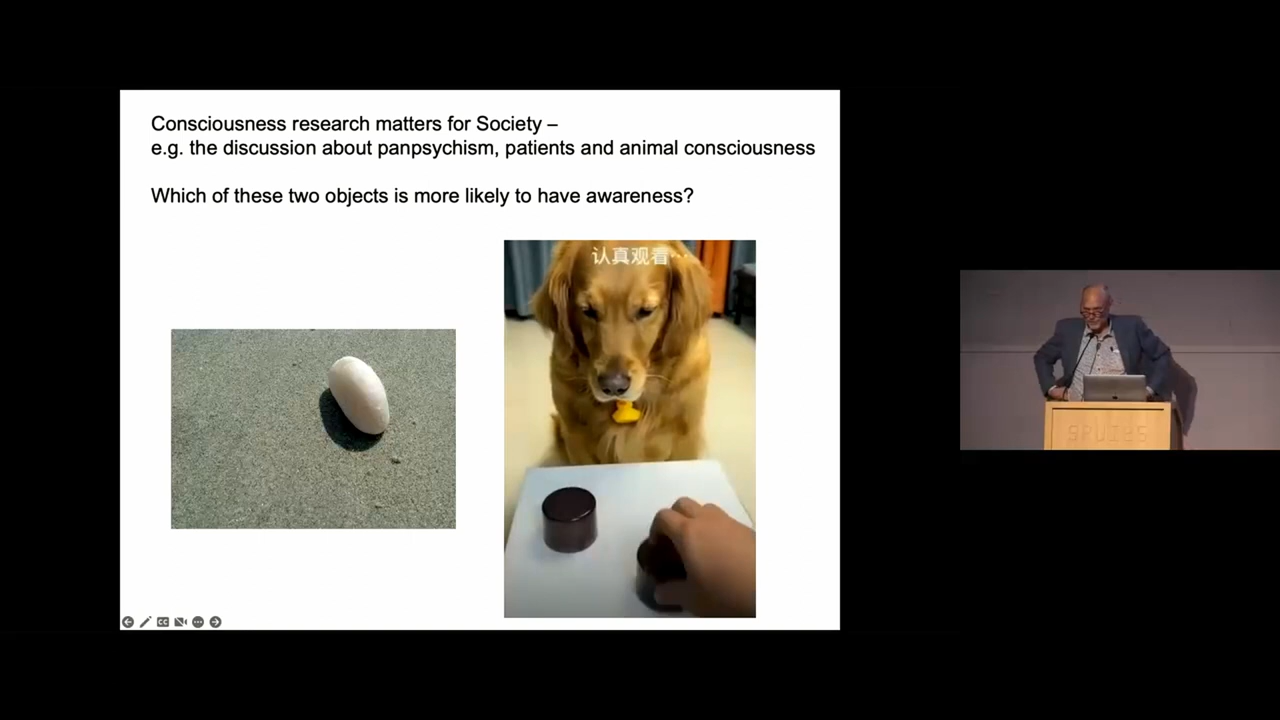 Consciousness research matters for Society –
e.g. the discussion about panpsychism, patients and animal consciousness
Which of these two objects is more likely to have awareness?
认真观看…
SPUI25